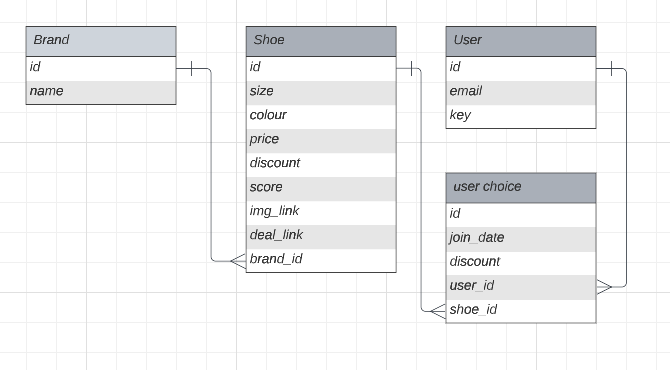 Brand
id
name
Shoe
id
size
colour
price
discount
score
img_link
deal_link
brand_id
User
id
email
key
user choice
id
join_date
discount
user_id
shoe_id